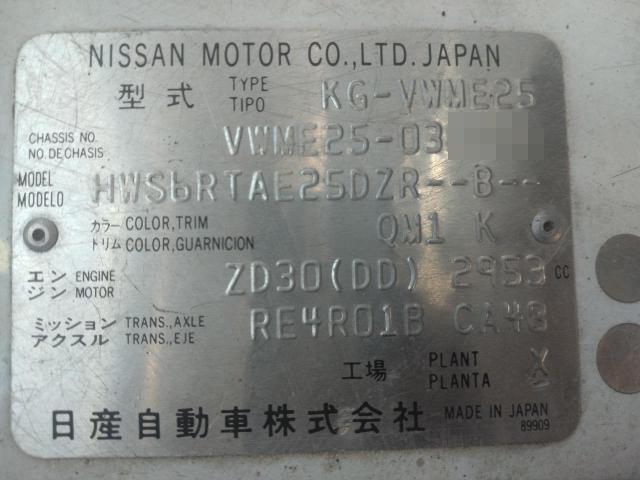 NISSAN MOTOR CO.,LTD. JAPAN
型式 TYPE TIPO KG-VWME25
CHASSIS NO. NO. DE CHASIS VWME25-03
MODEL MODELO HWSbRTAE25DZR--B--
カラー COLOR,TRIM トリム COLOR,GUARNICION QM1 K
エンジン ENGINE MOTOR ZD30(DD) 2953 CC
ミッション アクスル TRANS.,AXLE TRANS.,EJE RE4R01B CA48
工場 PLANT PLANTA X
日産自動車株式会社 MADE IN JAPAN
89909